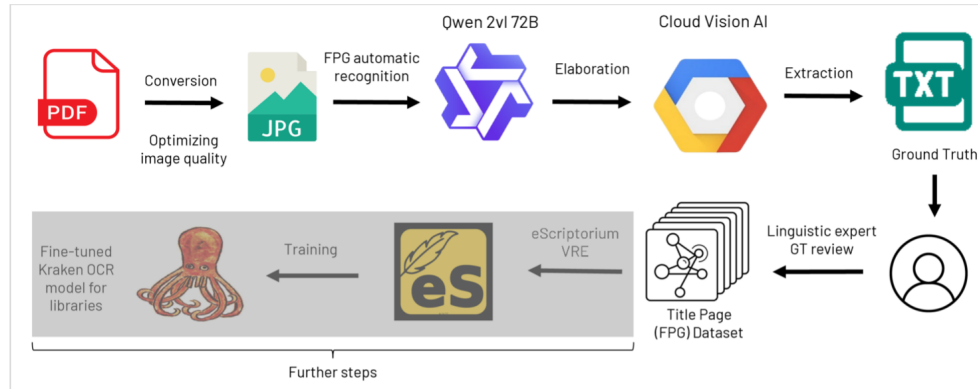 Qwen 2vl 72B
Cloud Vision AI
PDF
Conversion
Optimizing
image quality
JPG
FPG automatic
recognition
Elaboration
Extraction
TXT
Ground Truth
Linguistic expert
GT review
Title Page
(FPG) Dataset
eScriptorium
VRE
eS
Training
Fine-tuned
Kraken OCR
model for
libraries
Further steps